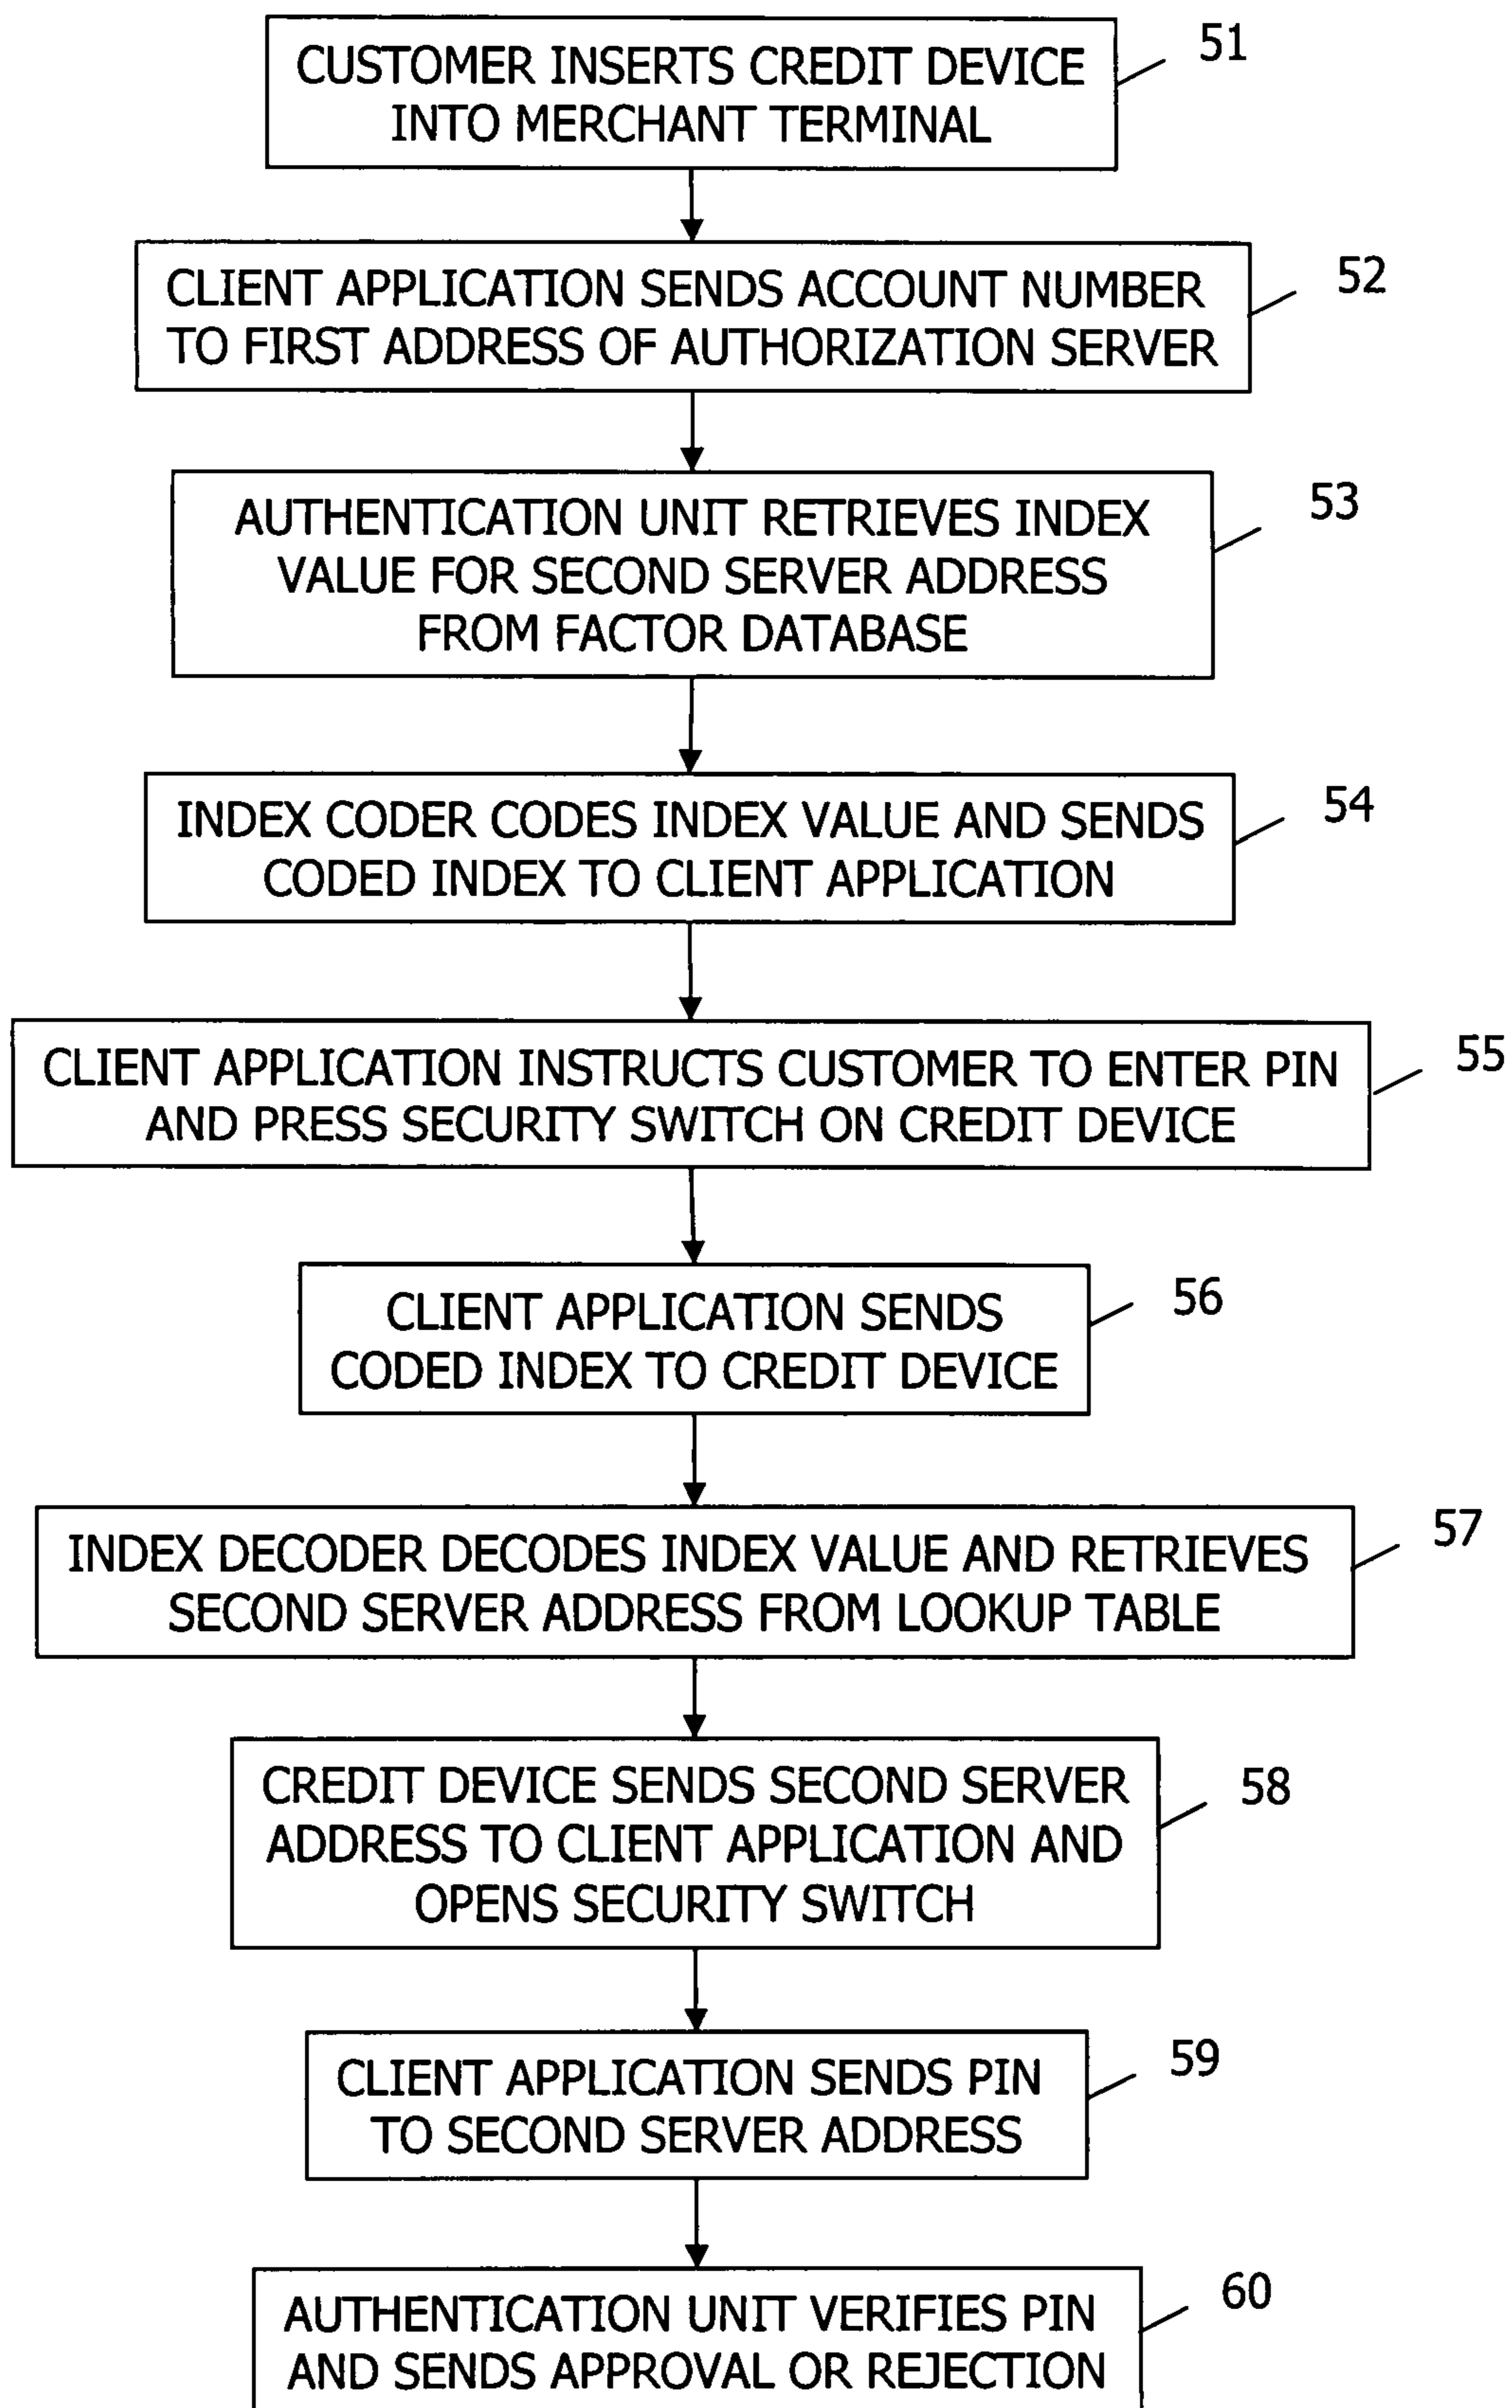 CUSTOMER INSERTS CREDIT DEVICE
INTO MERCHANT TERMINAL
51
CLIENT APPLICATION SENDS ACCOUNT NUMBER
TO FIRST ADDRESS OF AUTHORIZATION SERVER
52
AUTHENTICATION UNIT RETRIEVES INDEX
VALUE FOR SECOND SERVER ADDRESS
FROM FACTOR DATABASE
53
INDEX CODER CODES INDEX VALUE AND SENDS
CODED INDEX TO CLIENT APPLICATION
54
CLIENT APPLICATION INSTRUCTS CUSTOMER TO ENTER PIN
AND PRESS SECURITY SWITCH ON CREDIT DEVICE
55
CLIENT APPLICATION SENDS
CODED INDEX TO CREDIT DEVICE
56
INDEX DECODER DECODES INDEX VALUE AND RETRIEVES
SECOND SERVER ADDRESS FROM LOOKUP TABLE
57
CREDIT DEVICE SENDS SECOND SERVER
ADDRESS TO CLIENT APPLICATION AND
OPENS SECURITY SWITCH
58
CLIENT APPLICATION SENDS PIN
TO SECOND SERVER ADDRESS
59
AUTHENTICATION UNIT VERIFIES PIN
AND SENDS APPROVAL OR REJECTION
60